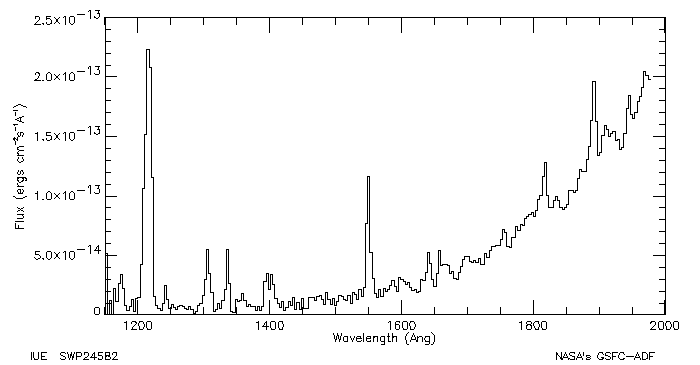 2.5×10⁻¹³
2.0×10⁻¹³
1.5×10⁻¹³
1.0×10⁻¹³
5.0×10⁻¹⁴
0
Flux (ergs cm⁻²s⁻¹A⁻¹)
1200 1400 1600 1800 2000
Wavelength (Ang)
IUE SWP24582 NASA's GSFC–ADF